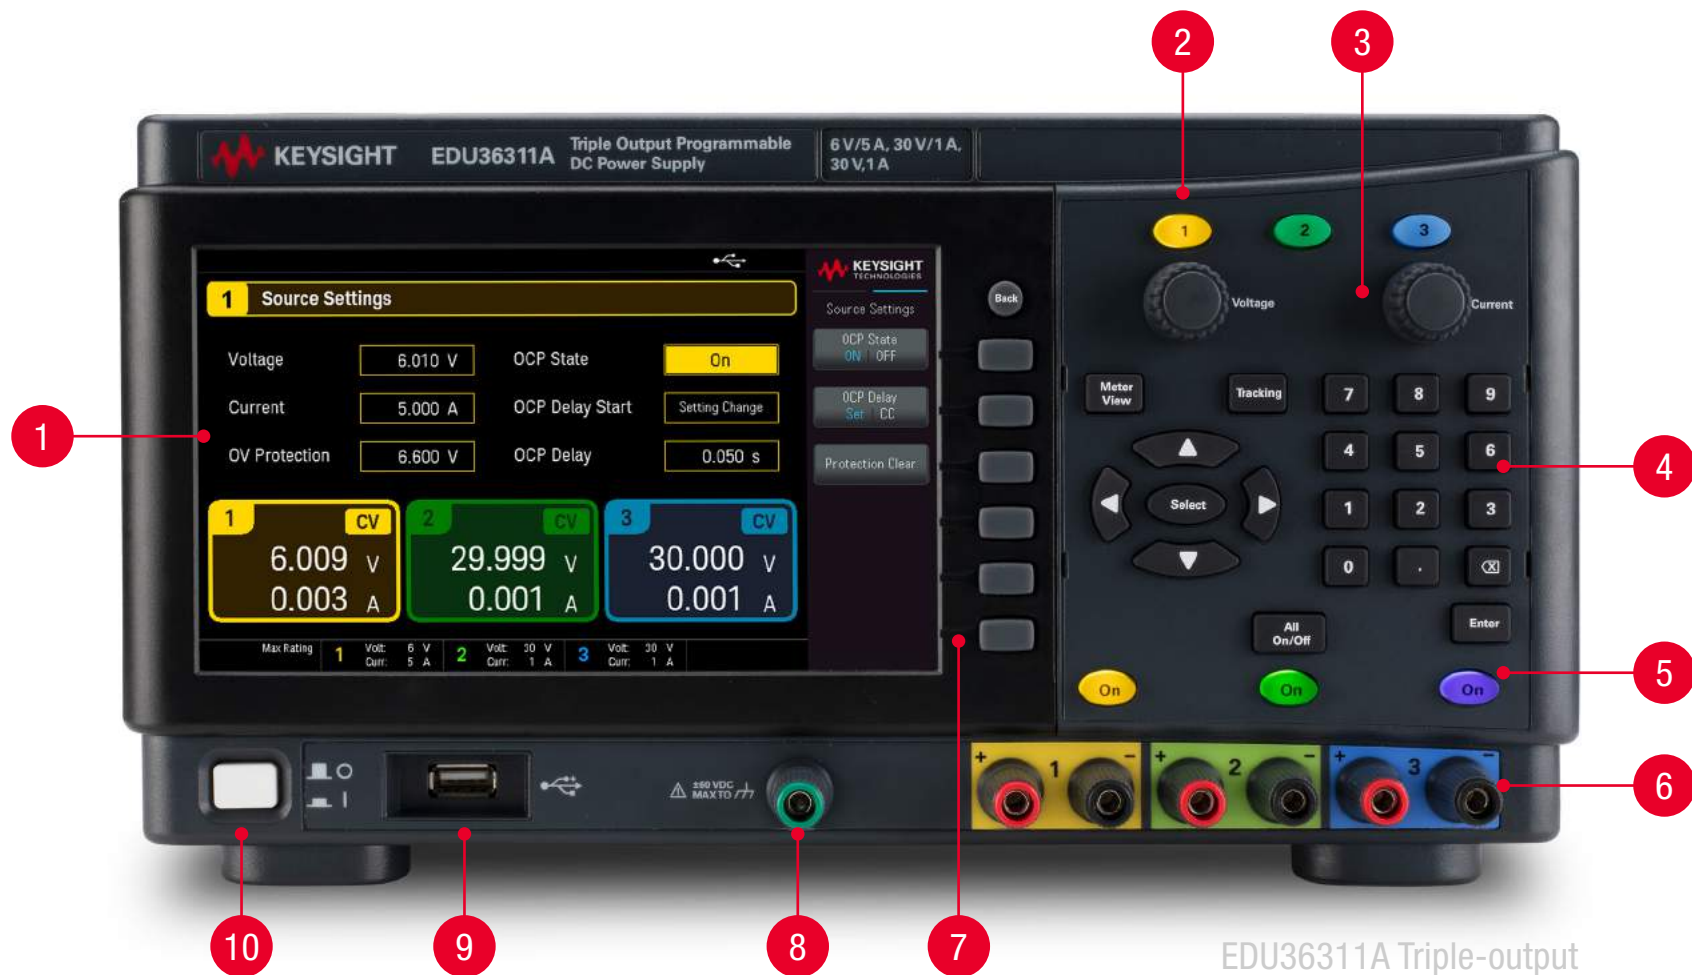 2
3
KEYSIGHT EDU36311A Triple Output Programmable DC Power Supply
6V/5A, 30V/1A, 30V,1A
1 2 3
KEYSIGHT TECHNOLOGIES
1 Source Settings
Source Settings
Back
Voltage
Current
Voltage 6.010 V OCP State On
OCP State
ON OFF
Current 5.000 A OCP Delay Start Setting Change
OCP Delay
Set CC
OV Protection 6.600 V OCP Delay 0.050 s
Protection Clear
Meter View
Tracking
7 8 9
4 5 6
Select
1 2 3
0 .
Enter
All On/Off
1 CV
6.009 V
0.003 A
2 CV
29.999 V
0.001 A
3 CV
30.000 V
0.001 A
Max Rating 1 Volt: 6 V 2 Volt: 30 V 3 Volt: 30 V
Curr: 5 A Curr: 1 A Curr: 1 A
On On On
1
4
5
6
±60 VDC
MAX TO
+ 1 −
+ 2 −
+ 3 −
10
9
8
7
EDU36311A Triple-output